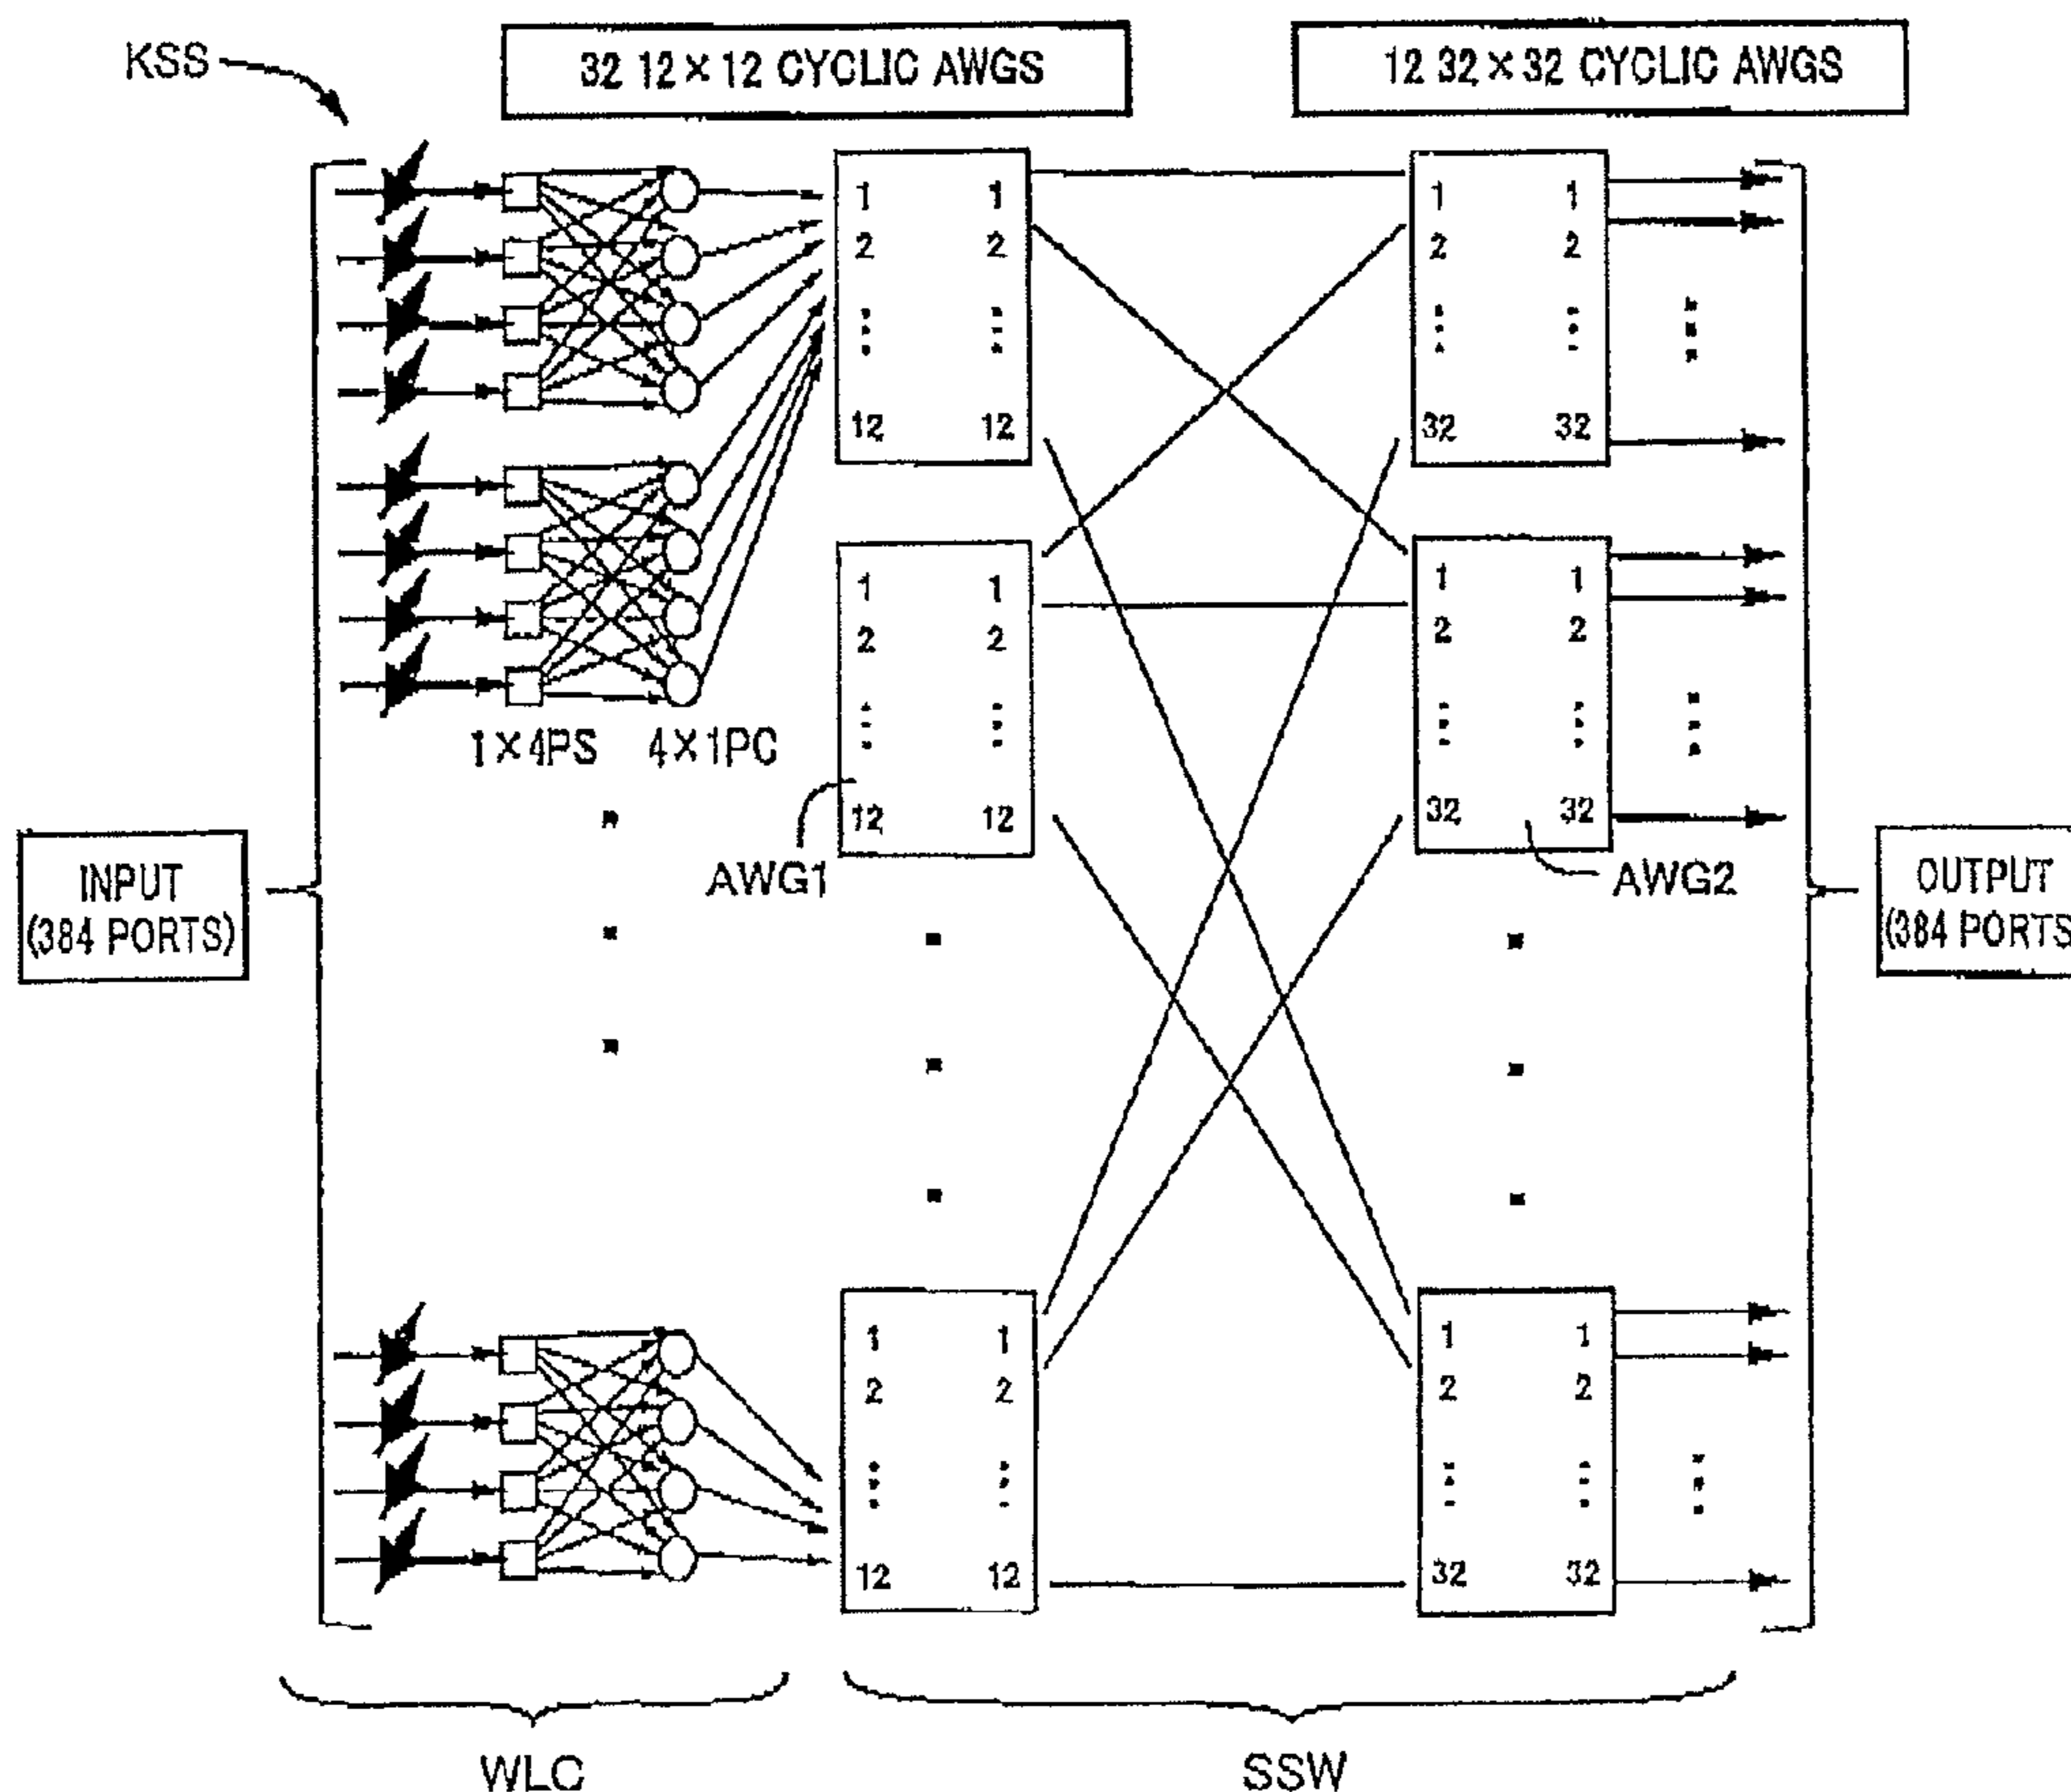 KSS
32 12×12 CYCLIC AWGS
12 32×32 CYCLIC AWGS
1 1
2 2
12 12
1 1
2 2
32 32
1 1
2 2
12 12
1 1
2 2
32 32
1×4PS 4×1PC
AWG1
AWG2
INPUT
(384 PORTS)
OUTPUT
(384 PORTS
1 1
2 2
12 12
1 1
2 2
32 32
WLC
SSW